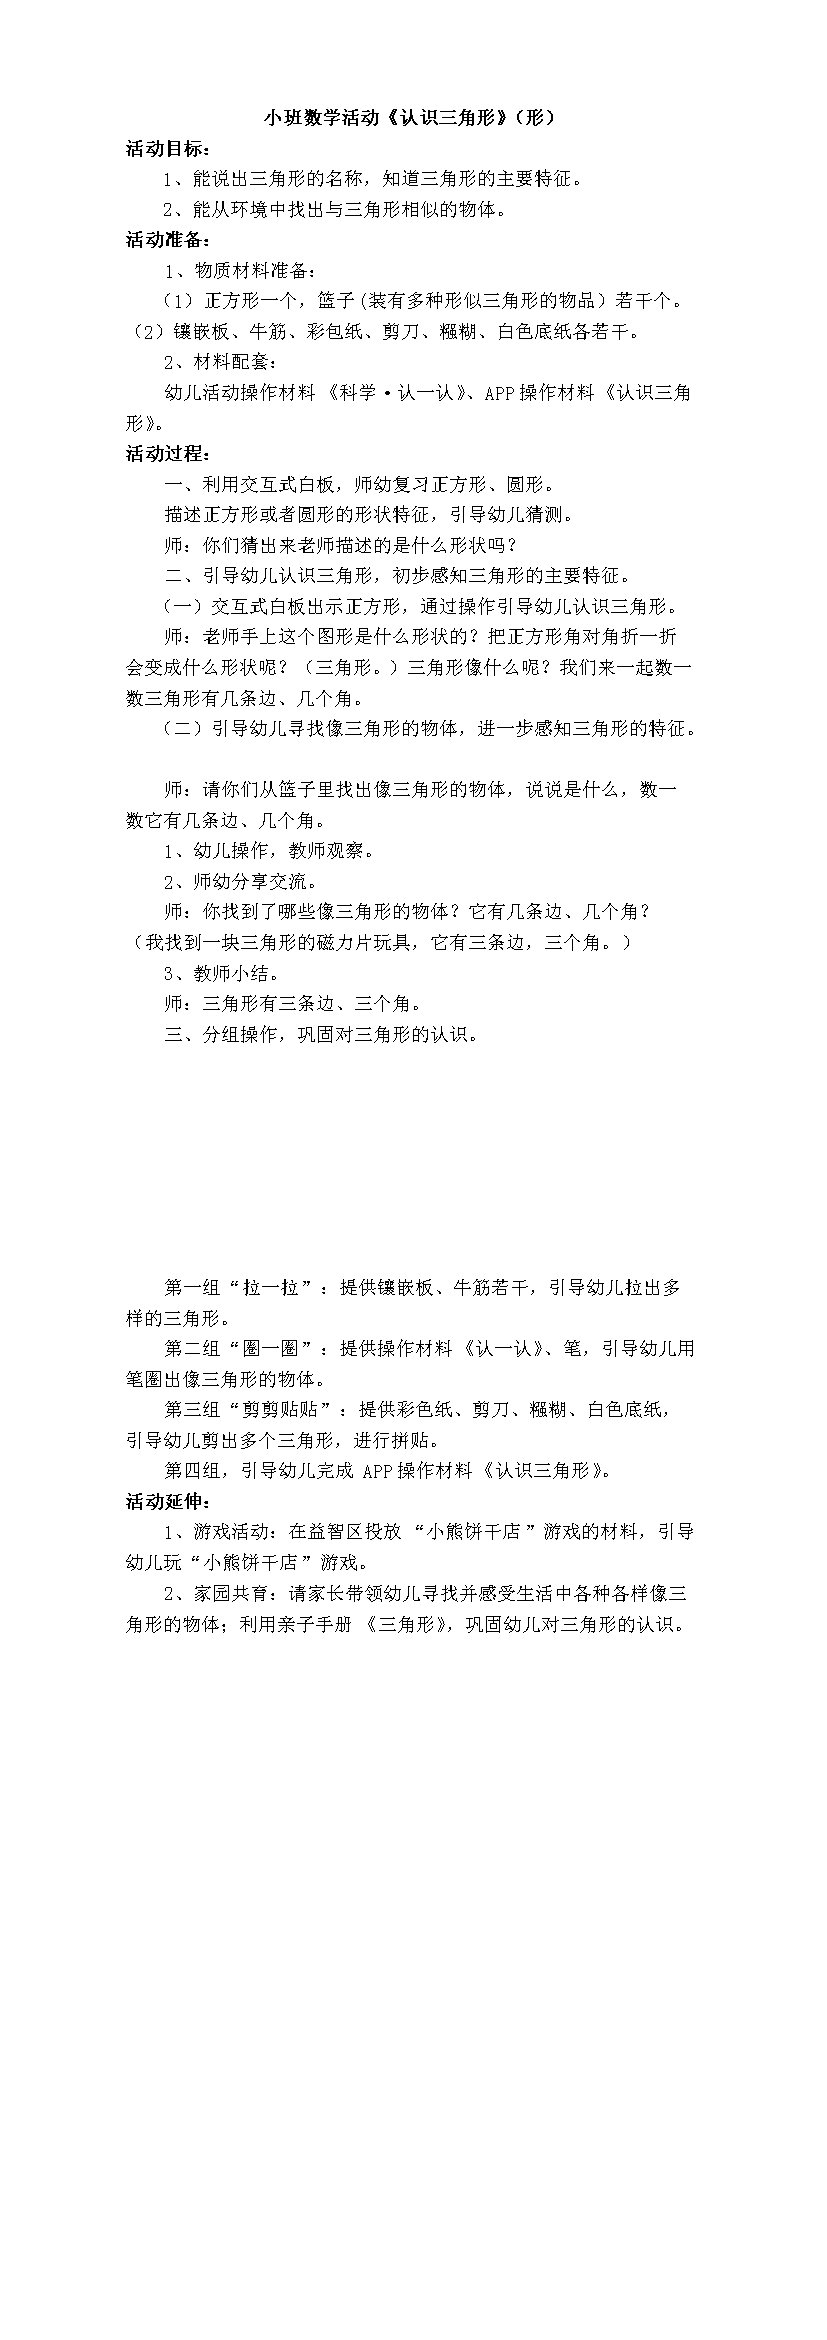 小班数学活动《认识三角形》（形）
活动目标：
1、能说出三角形的名称，知道三角形的主要特征。
2、能从环境中找出与三角形相似的物体。
活动准备：
1、物质材料准备：
（1）正方形一个，篮子(装有多种形似三角形的物品）若干个。
（2）镶嵌板、牛筋、彩包纸、剪刀、糨糊、白色底纸各若干。
2、材料配套：
幼儿活动操作材料《科学·认一认》、APP操作材料《认识三角
形》。
活动过程：
一、利用交互式白板，师幼复习正方形、圆形。
描述正方形或者圆形的形状特征，引导幼儿猜测。
师：你们猜出来老师描述的是什么形状吗？
二、引导幼儿认识三角形，初步感知三角形的主要特征。
（一）交互式白板出示正方形，通过操作引导幼儿认识三角形。
师：老师手上这个图形是什么形状的？把正方形角对角折一折
会变成什么形状呢？（三角形。）三角形像什么呢？我们来一起数一
数三角形有几条边、几个角。
（二）引导幼儿寻找像三角形的物体，进一步感知三角形的特征。
师：请你们从篮子里找出像三角形的物体，说说是什么，数一
数它有几条边、几个角。
1、幼儿操作，教师观察。
2、师幼分享交流。
师：你找到了哪些像三角形的物体？它有几条边、几个角？
（我找到一块三角形的磁力片玩具，它有三条边，三个角。）
3、教师小结。
师：三角形有三条边、三个角。
三、分组操作，巩固对三角形的认识。
第一组“拉一拉”：提供镶嵌板、牛筋若干，引导幼儿拉出多
样的三角形。
第二组“圈一圈”：提供操作材料《认一认》、笔，引导幼儿用
笔圈出像三角形的物体。
第三组“剪剪贴贴”：提供彩色纸、剪刀、糨糊、白色底纸，
引导幼儿剪出多个三角形，进行拼贴。
第四组，引导幼儿完成 APP操作材料《认识三角形》。
活动延伸：
1、游戏活动：在益智区投放“小熊饼干店”游戏的材料，引导
幼儿玩“小熊饼干店”游戏。
2、家园共育：请家长带领幼儿寻找并感受生活中各种各样像三
角形的物体；利用亲子手册《三角形》，巩固幼儿对三角形的认识。